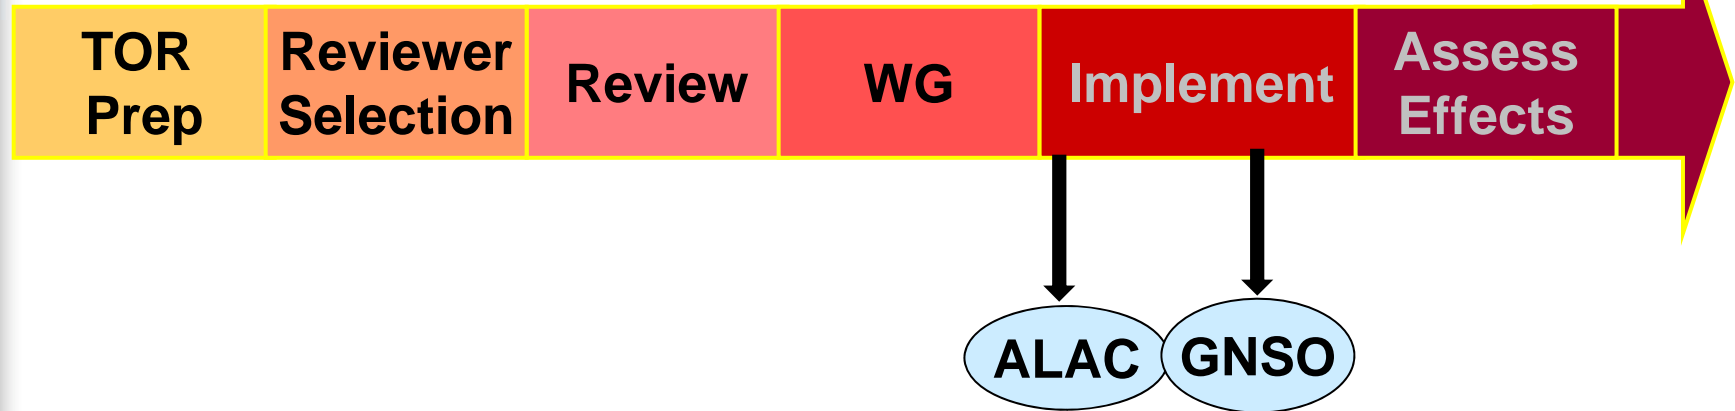 TOR
Prep
Reviewer
Selection
Review
WG
Implement
Assess
Effects
ALAC
GNSO